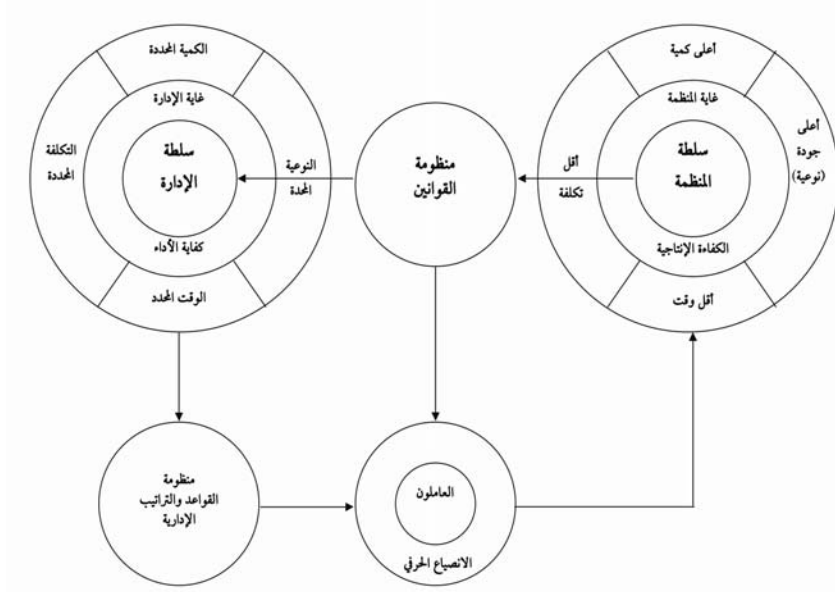 أعلى كمية
غاية المنظمة
أعلى
جودة
(نوعية)
سلطة
المنظمة
أقل
تكلفة
الكفاءة الإنتاجية
أقل وقت
منظومة
القوانين
الكمية المحددة
غاية الإدارة
النوعية
المحدة
سلطة
الإدارة
التكلفة
المحددة
كفاية الأداء
الوقت المحدد
العاملون
الانصياع الحرفي
منظومة
القواعد والتراتيب
الإدارية